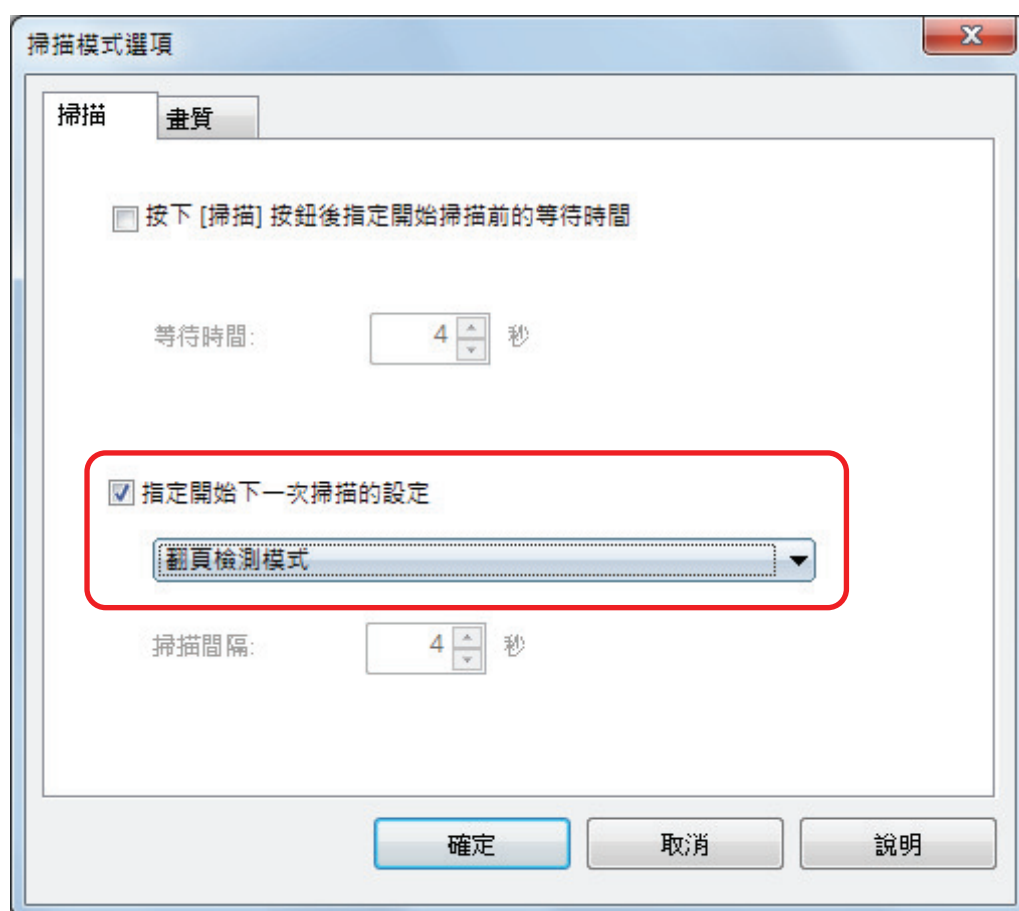 掃描模式選項
掃描 畫質
按下 [掃描] 按鈕後指定開始掃描前的等待時間
等待時間: 4 秒
指定開始下一次掃描的設定
翻頁檢測模式
掃描間隔: 4 秒
確定 取消 說明